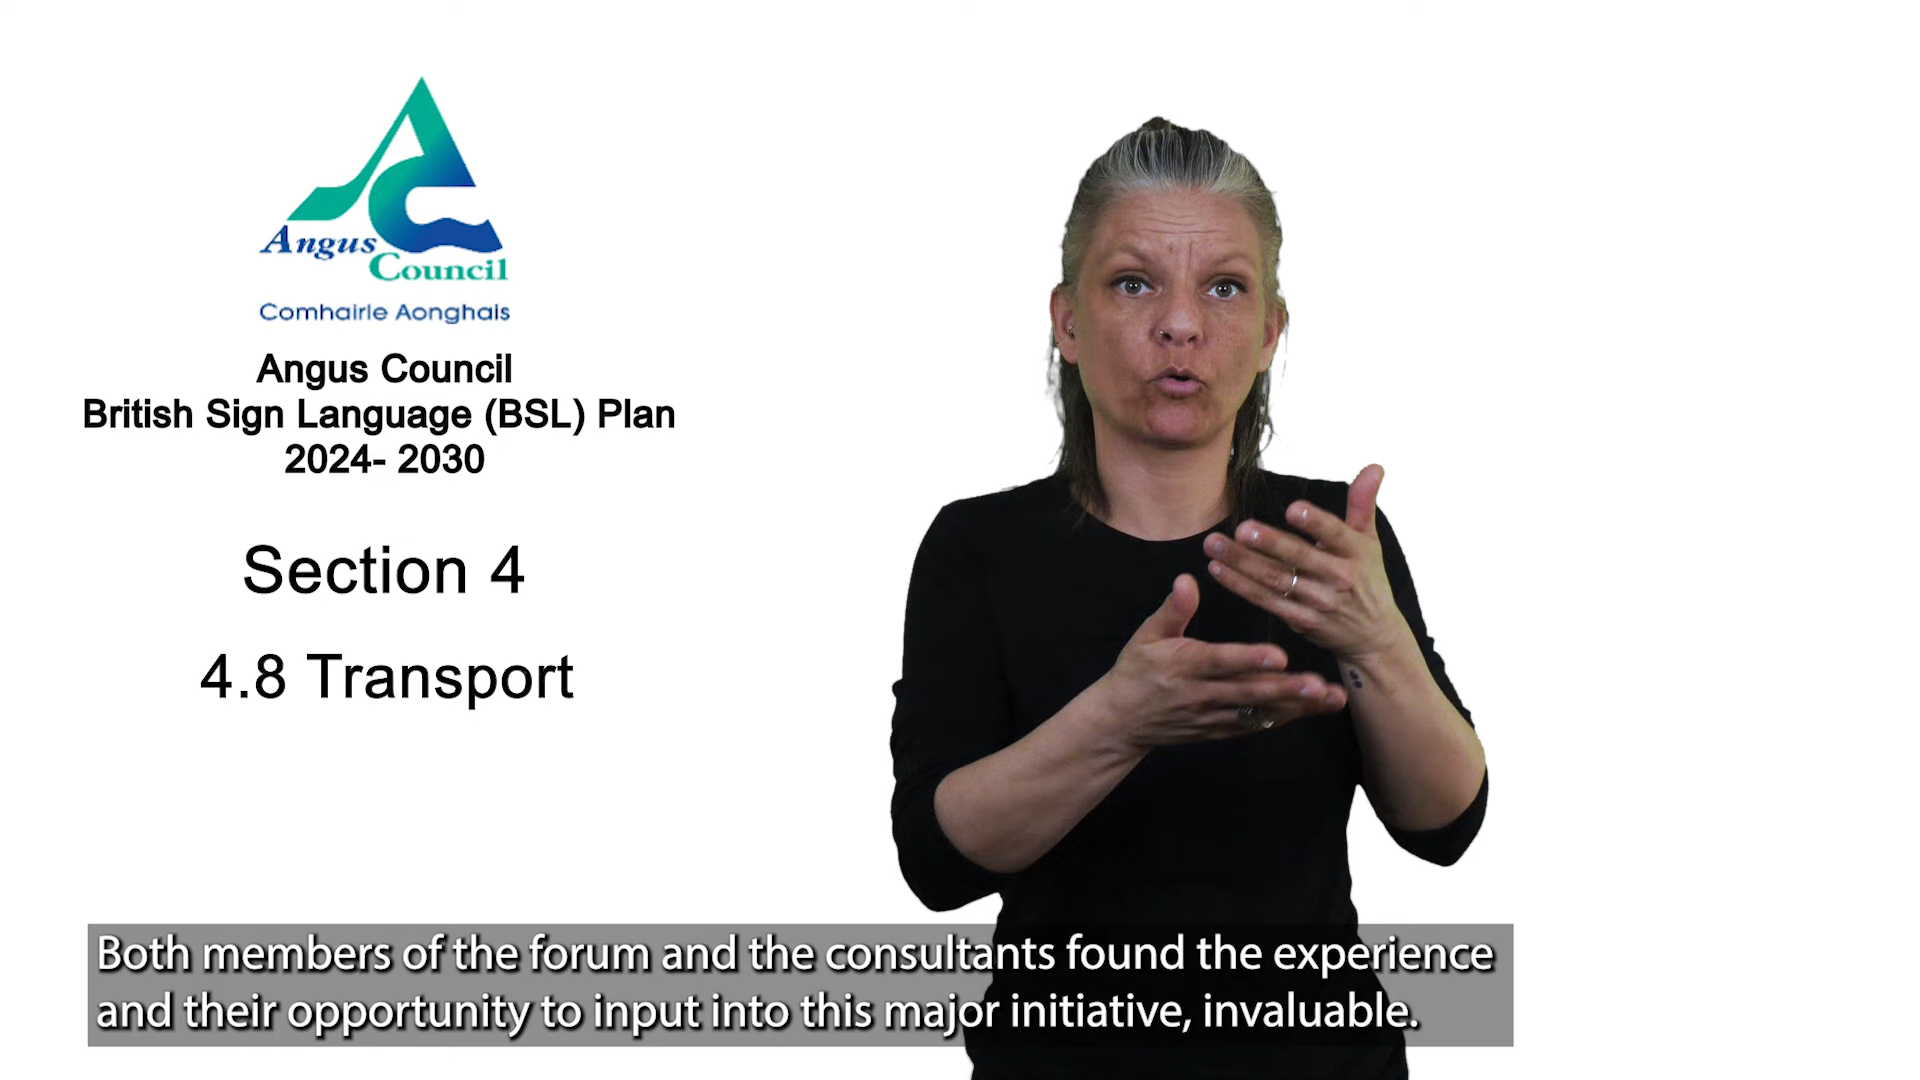 Angus
Council
Comhairle Aonghais
Angus Council
British Sign Language (BSL) Plan
2024- 2030
Section 4
4.8 Transport
Both members of the forum and the consultants found the experience
and their opportunity to input into this major initiative, invaluable.